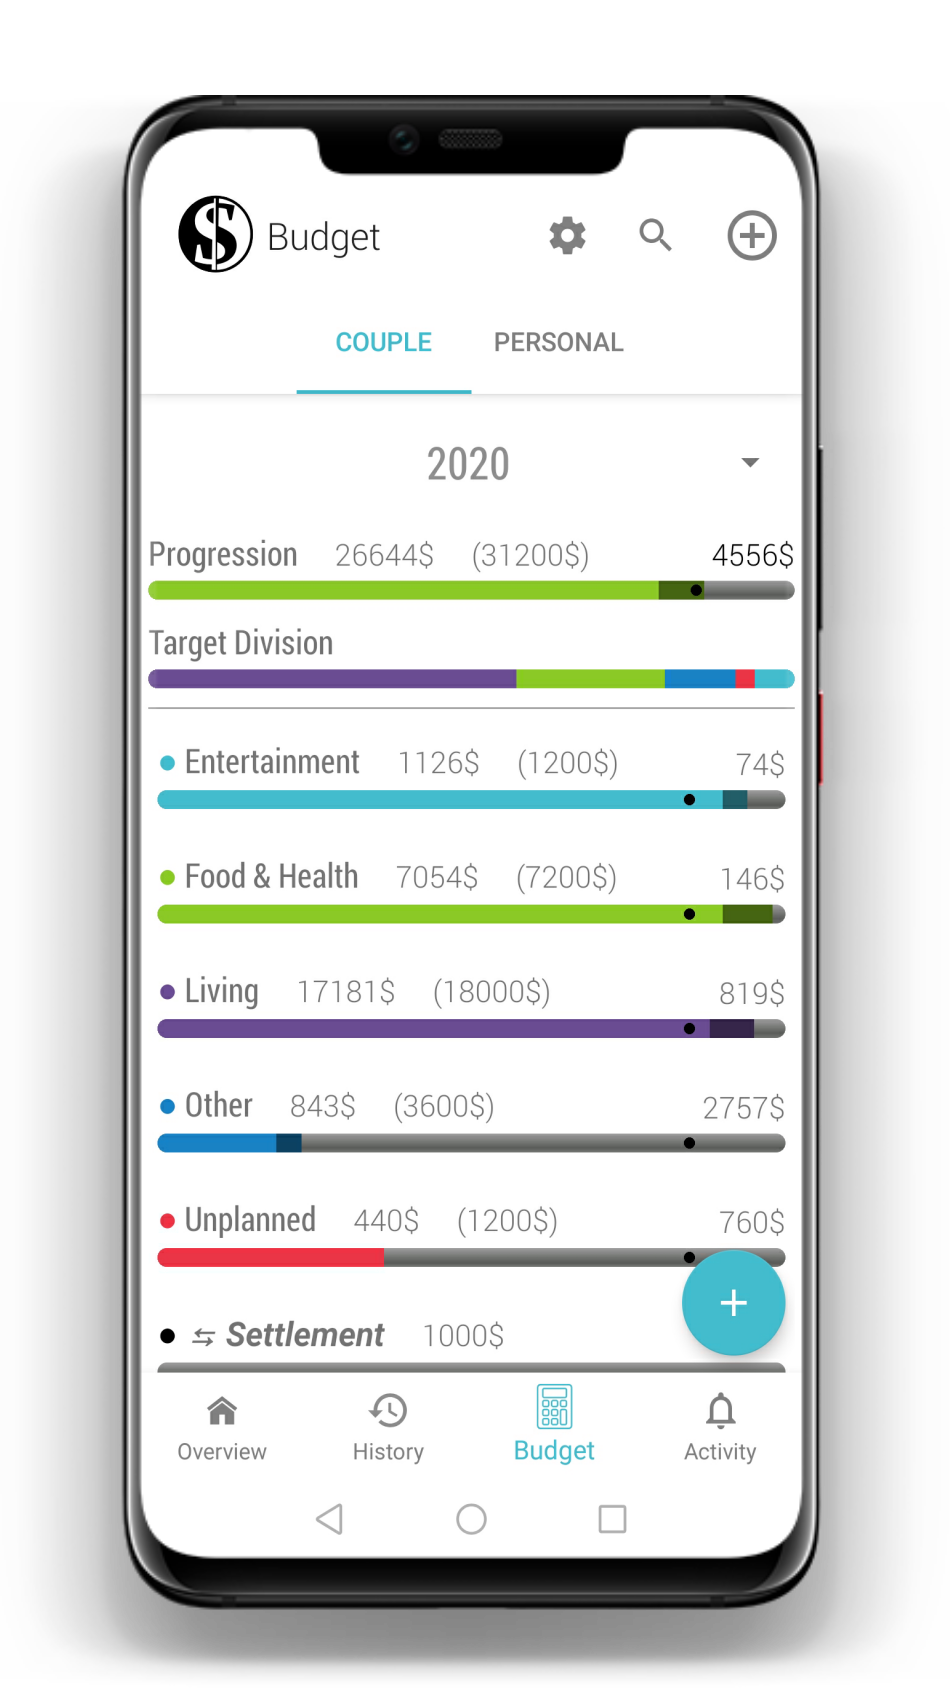 $ Budget
COUPLE PERSONAL
2020
Progression 26644$ (31200$) 4556$
Target Division
Entertainment 1126$ (1200$) 74$
Food & Health 7054$ (7200$) 146$
Living 17181$ (18000$) 819$
Other 843$ (3600$) 2757$
Unplanned 440$ (1200$) 760$
Settlement 1000$
Overview History Budget Activity